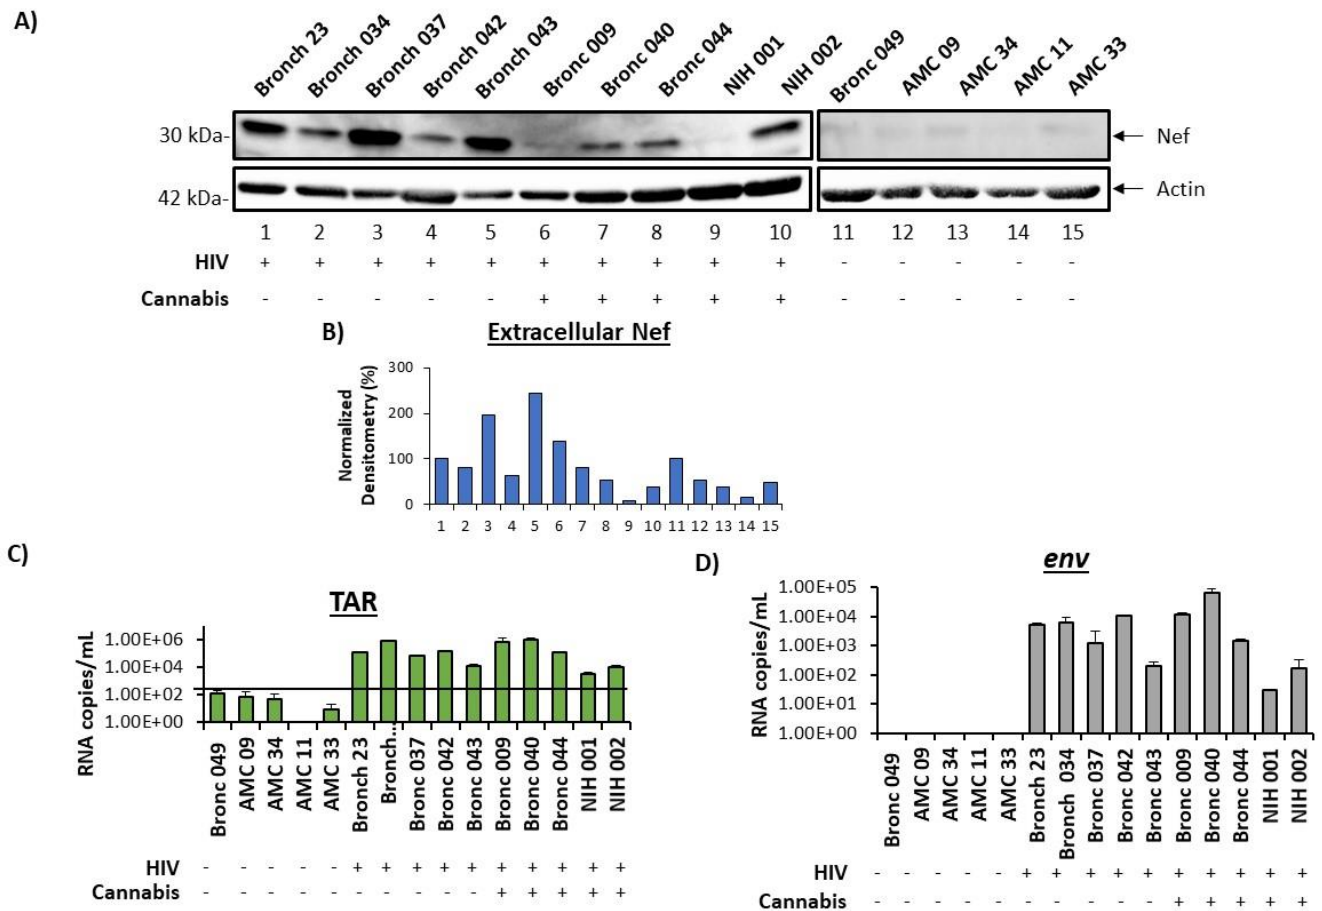 A)
Bronch 23 Bronch 034 Bronch 037 Bronch 042 Bronch 043 Bronc 009 Bronc 040 Bronc 044 NIH 001 NIH 002 Bronc 049 AMC 09 AMC 34 AMC 11 AMC 33
30 kDa- Nef
42 kDa- Actin
1 2 3 4 5 6 7 8 9 10 11 12 13 14 15
HIV + + + + + + + + + + - - - - -
Cannabis - - - - - + + + + + - - - - -
B) Extracellular Nef
Normalized
Densitometry (%)
300
200
100
0
1 2 3 4 5 6 7 8 9 10 11 12 13 14 15
C)
TAR
RNA copies/mL
1.00E+06
1.00E+04
1.00E+02
1.00E+00
Bronc 049 AMC 09 AMC 34 AMC 11 AMC 33 Bronch 23 Bronch... Bronc 037 Bronc 042 Bronc 043 Bronc 009 Bronc 040 Bronc 044 NIH 001 NIH 002
HIV - - - - - + + + + + + + + + +
Cannabis - - - - - - - - - - + + + + +
D)
env
RNA copies/mL
1.00E+05
1.00E+04
1.00E+03
1.00E+02
1.00E+01
1.00E+00
Bronc 049 AMC 09 AMC 34 AMC 11 AMC 33 Bronch 23 Bronch 034 Bronc 037 Bronc 042 Bronc 043 Bronc 009 Bronc 040 Bronc 044 NIH 001 NIH 002
HIV - - - - - + + + + + + + + + +
Cannabis - - - - - - - - - - + + + + +